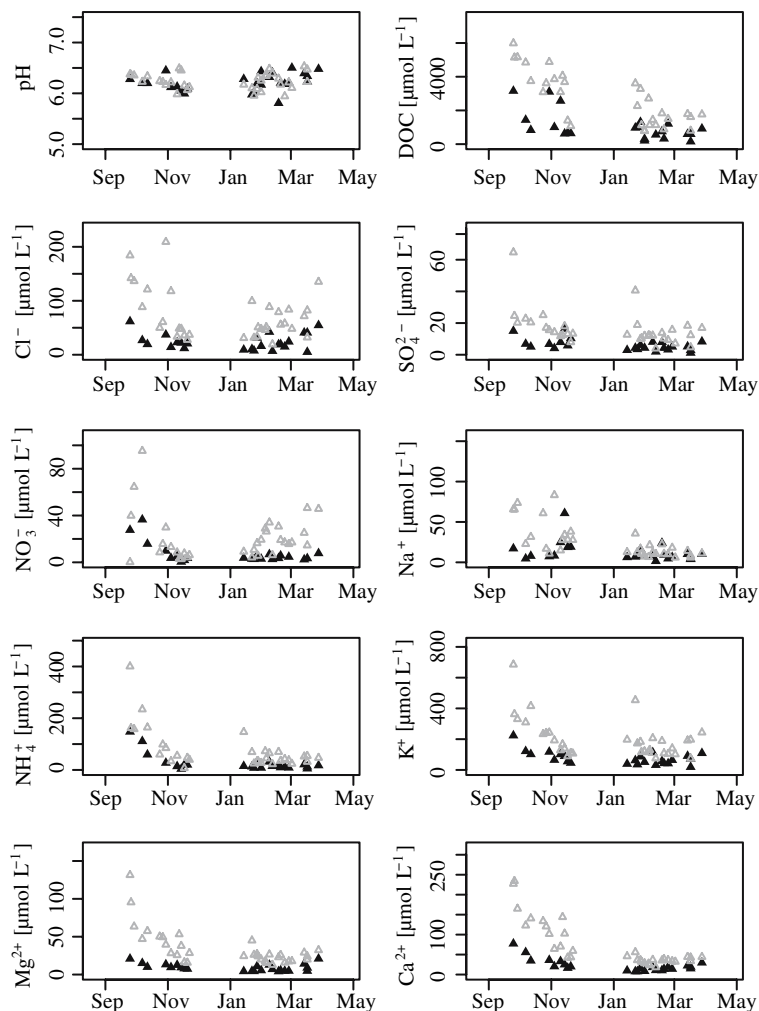 pH
7.0
6.0
5.0
Sep Nov Jan Mar May
DOC [µmol L⁻¹]
4000
0
Sep Nov Jan Mar May
Cl⁻ [µmol L⁻¹]
200
100
0
Sep Nov Jan Mar May
SO₄²⁻ [µmol L⁻¹]
60
20
0
Sep Nov Jan Mar May
NO₃⁻ [µmol L⁻¹]
80
40
0
Sep Nov Jan Mar May
Na⁺ [µmol L⁻¹]
150
100
50
0
Sep Nov Jan Mar May
NH₄⁺ [µmol L⁻¹]
400
200
0
Sep Nov Jan Mar May
K⁺ [µmol L⁻¹]
800
400
0
Sep Nov Jan Mar May
Mg²⁺ [µmol L⁻¹]
100
50
0
Sep Nov Jan Mar May
Ca²⁺ [µmol L⁻¹]
250
100
0
Sep Nov Jan Mar May